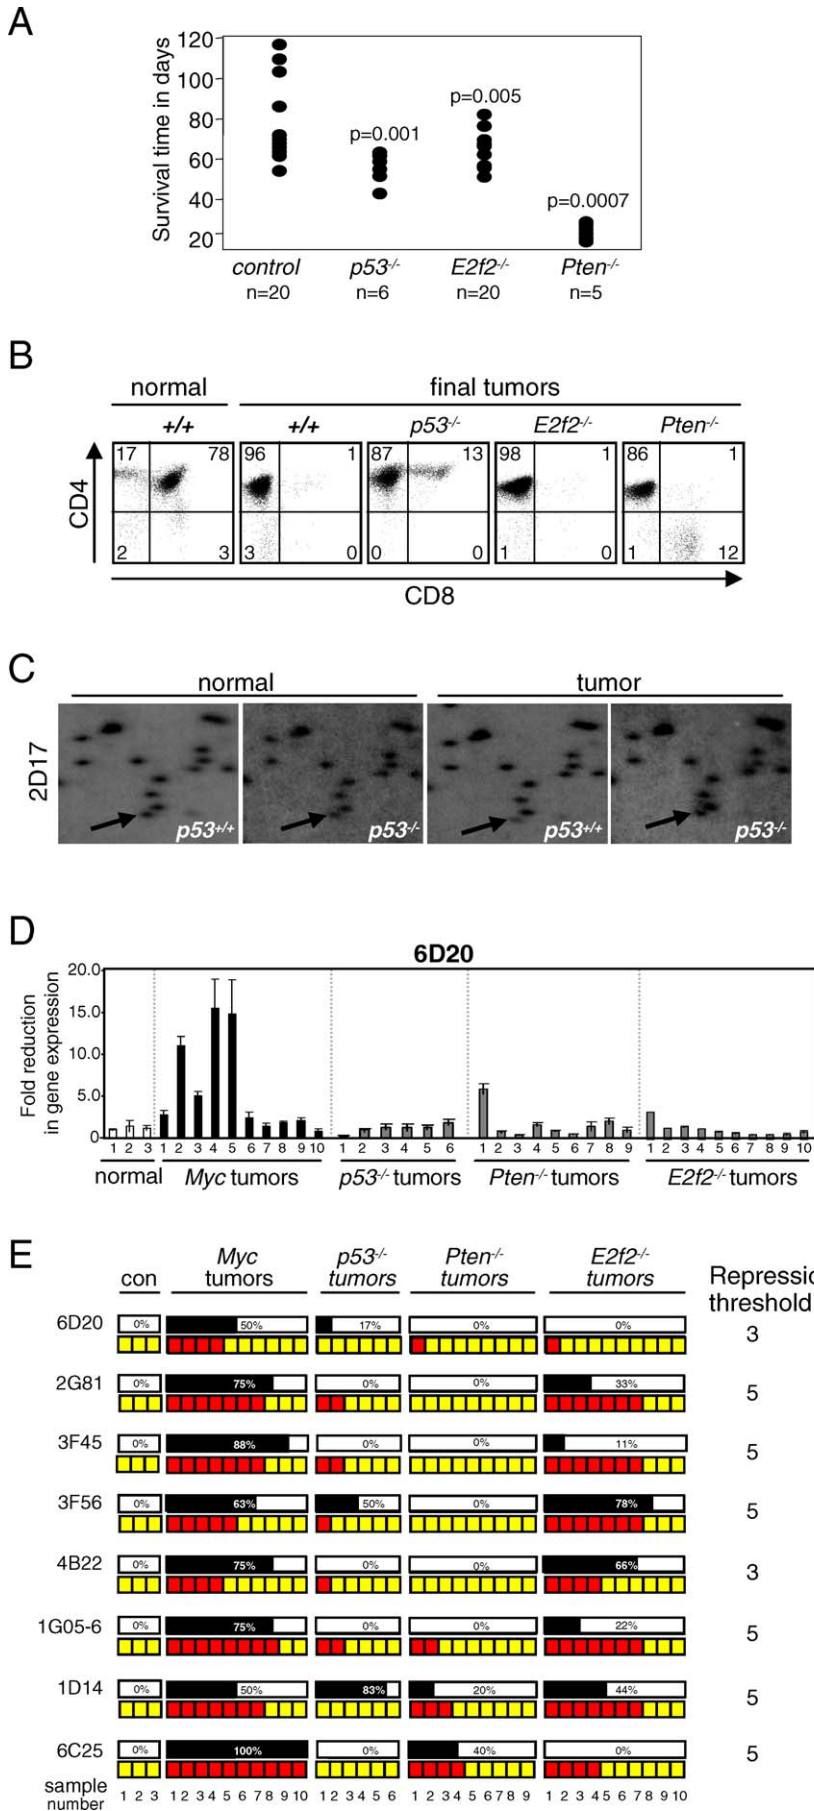 A
Survival time in days
120
100
80
60
40
20
p=0.001
p=0.005
p=0.0007
control p53-/- E2f2-/- Pten-/-
n=20 n=6 n=20 n=5
B
normal final tumors
+/+ +/+ p53-/- E2f2-/- Pten-/-
17 78 96 1 87 13 98 1 86 1
2 3 3 0 0 0 1 0 1 12
CD4
CD8
C
normal tumor
2D17
p53+/+ p53-/- p53+/+ p53-/-
D
6D20
Fold reduction
in gene expression
20.0
15.0
10.0
5.0
0
1 2 3 1 2 3 4 5 6 7 8 9 10 1 2 3 4 5 6 1 2 3 4 5 6 7 8 9 1 2 3 4 5 6 7 8 9 10
normal Myc tumors p53-/- tumors Pten-/- tumors E2f2-/- tumors
E
con Myc tumors p53-/- tumors Pten-/- tumors E2f2-/- tumors Repressio
threshold
6D20 0% 50% 17% 0% 0% 3
2G81 0% 75% 0% 0% 33% 5
3F45 0% 88% 0% 0% 11% 5
3F56 0% 63% 50% 0% 78% 5
4B22 0% 75% 0% 0% 66% 3
1G05-6 0% 75% 0% 0% 22% 5
1D14 0% 50% 83% 20% 44% 5
6C25 0% 100% 0% 40% 0% 5
sample
number
1 2 3 1 2 3 4 5 6 7 8 9 10 1 2 3 4 5 6 1 2 3 4 5 6 7 8 9 1 2 3 4 5 6 7 8 9 10